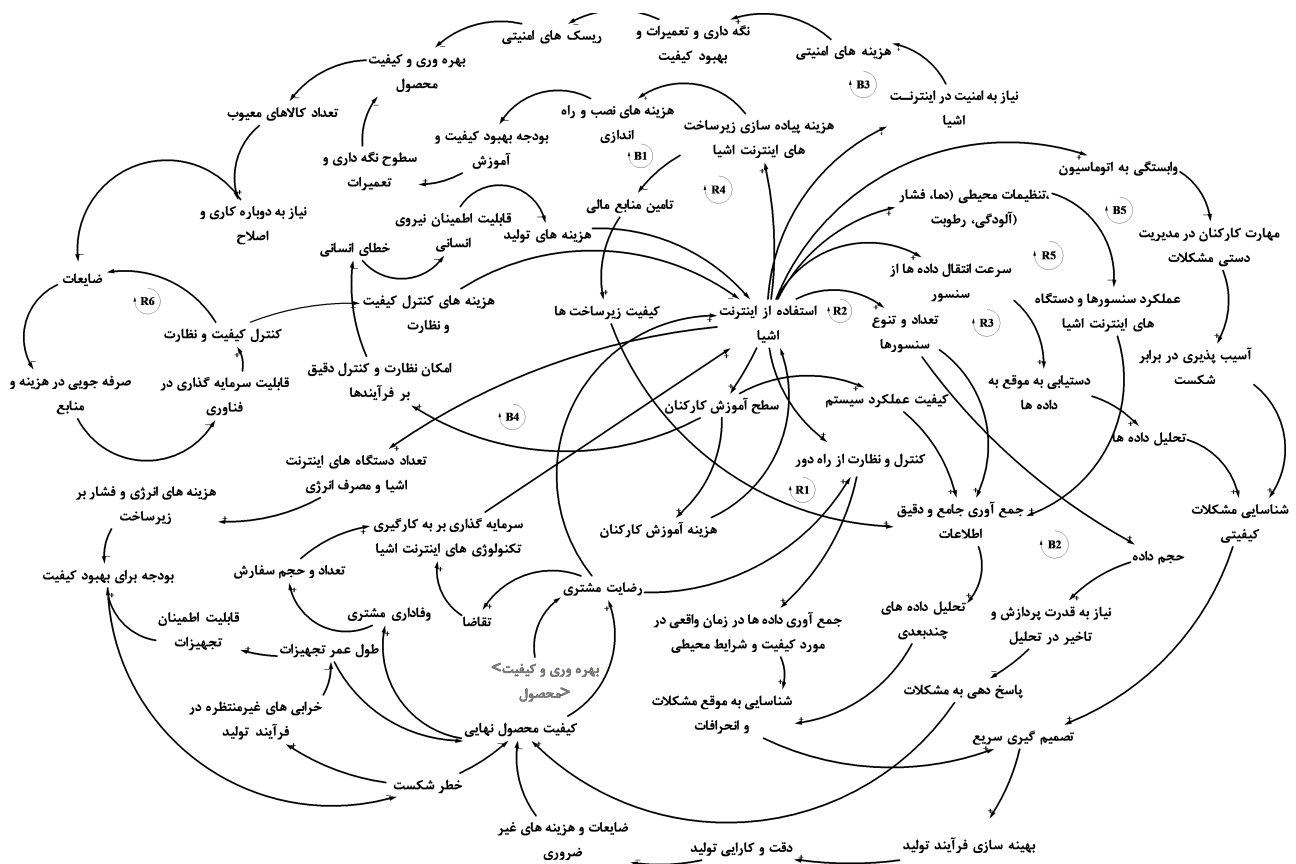 ریسک های امنیتی
نگه داری و تعمیرات و
بهبود کیفیت
هزینه های امنیتی
B3
نیاز به امنیت در اینترنت
اشیا
بهره وری و کیفیت
محصول
تعداد کالاهای معیوب
هزینه های نصب و راه
اندازی
هزینه پیاده سازی زیرساخت
های اینترنت اشیا
بودجه بهبود کیفیت و
آموزش
B1
سطوح نگه داری و
تعمیرات
R4
وابستگی به اتوماسیون
تنظیمات محیطی (دما، فشار،
آلودگی، رطوبت)
B5
تامین منابع مالی
نیاز به دوباره کاری و
اصلاح
قابلیت اطمینان نیروی
انسانی
هزینه های تولید
مهارت کارکنان در مدیریت
دستی مشکلات
خطای انسانی
R5
سرعت انتقال داده ها از
سنسور
ضایعات
R6
هزینه های کنترل کیفیت
و نظارت
کیفیت زیرساخت ها
استفاده از اینترنت
اشیا
R2
تعداد و تنوع
سنسورها
R3
عملکرد سنسورها و دستگاه
های اینترنت اشیا
کنترل کیفیت و نظارت
آسیب پذیری در برابر
شکست
امکان نظارت و کنترل دقیق
بر فرآیندها
صرفه جویی در هزینه و
منابع
قابلیت سرمایه گذاری در
فناوری
دستیابی به موقع به
داده ها
سطح آموزش کارکنان
کیفیت عملکرد سیستم
B4
تحلیل داده ها
تعداد دستگاه های اینترنت
اشیا و مصرف انرژی
کنترل و نظارت از راه دور
R1
هزینه های انرژی و فشار بر
زیرساخت
جمع آوری جامع و دقیق
اطلاعات
شناسایی مشکلات
کیفیتی
سرمایه گذاری بر به کارگیری
تکنولوژی های اینترنت اشیا
هزینه آموزش کارکنان
B2
حجم داده
بودجه برای بهبود کیفیت
تعداد و حجم سفارش
رضایت مشتری
قابلیت اطمینان
تجهیزات
وفاداری مشتری
تقاضا
جمع آوری داده ها در زمان واقعی در
مورد کیفیت و شرایط محیطی
تحلیل داده های
چندبعدی
نیاز به قدرت پردازش و
تاخیر در تحلیل
طول عمر تجهیزات
<بهره وری و کیفیت
محصول>
پاسخ دهی به مشکلات
خرابی های غیرمنتظره در
فرآیند تولید
شناسایی به موقع مشکلات
و انحرافات
کیفیت محصول نهایی
تصمیم گیری سریع
خطر شکست
ضایعات و هزینه های غیر
ضروری
دقت و کارایی تولید
بهینه سازی فرآیند تولید